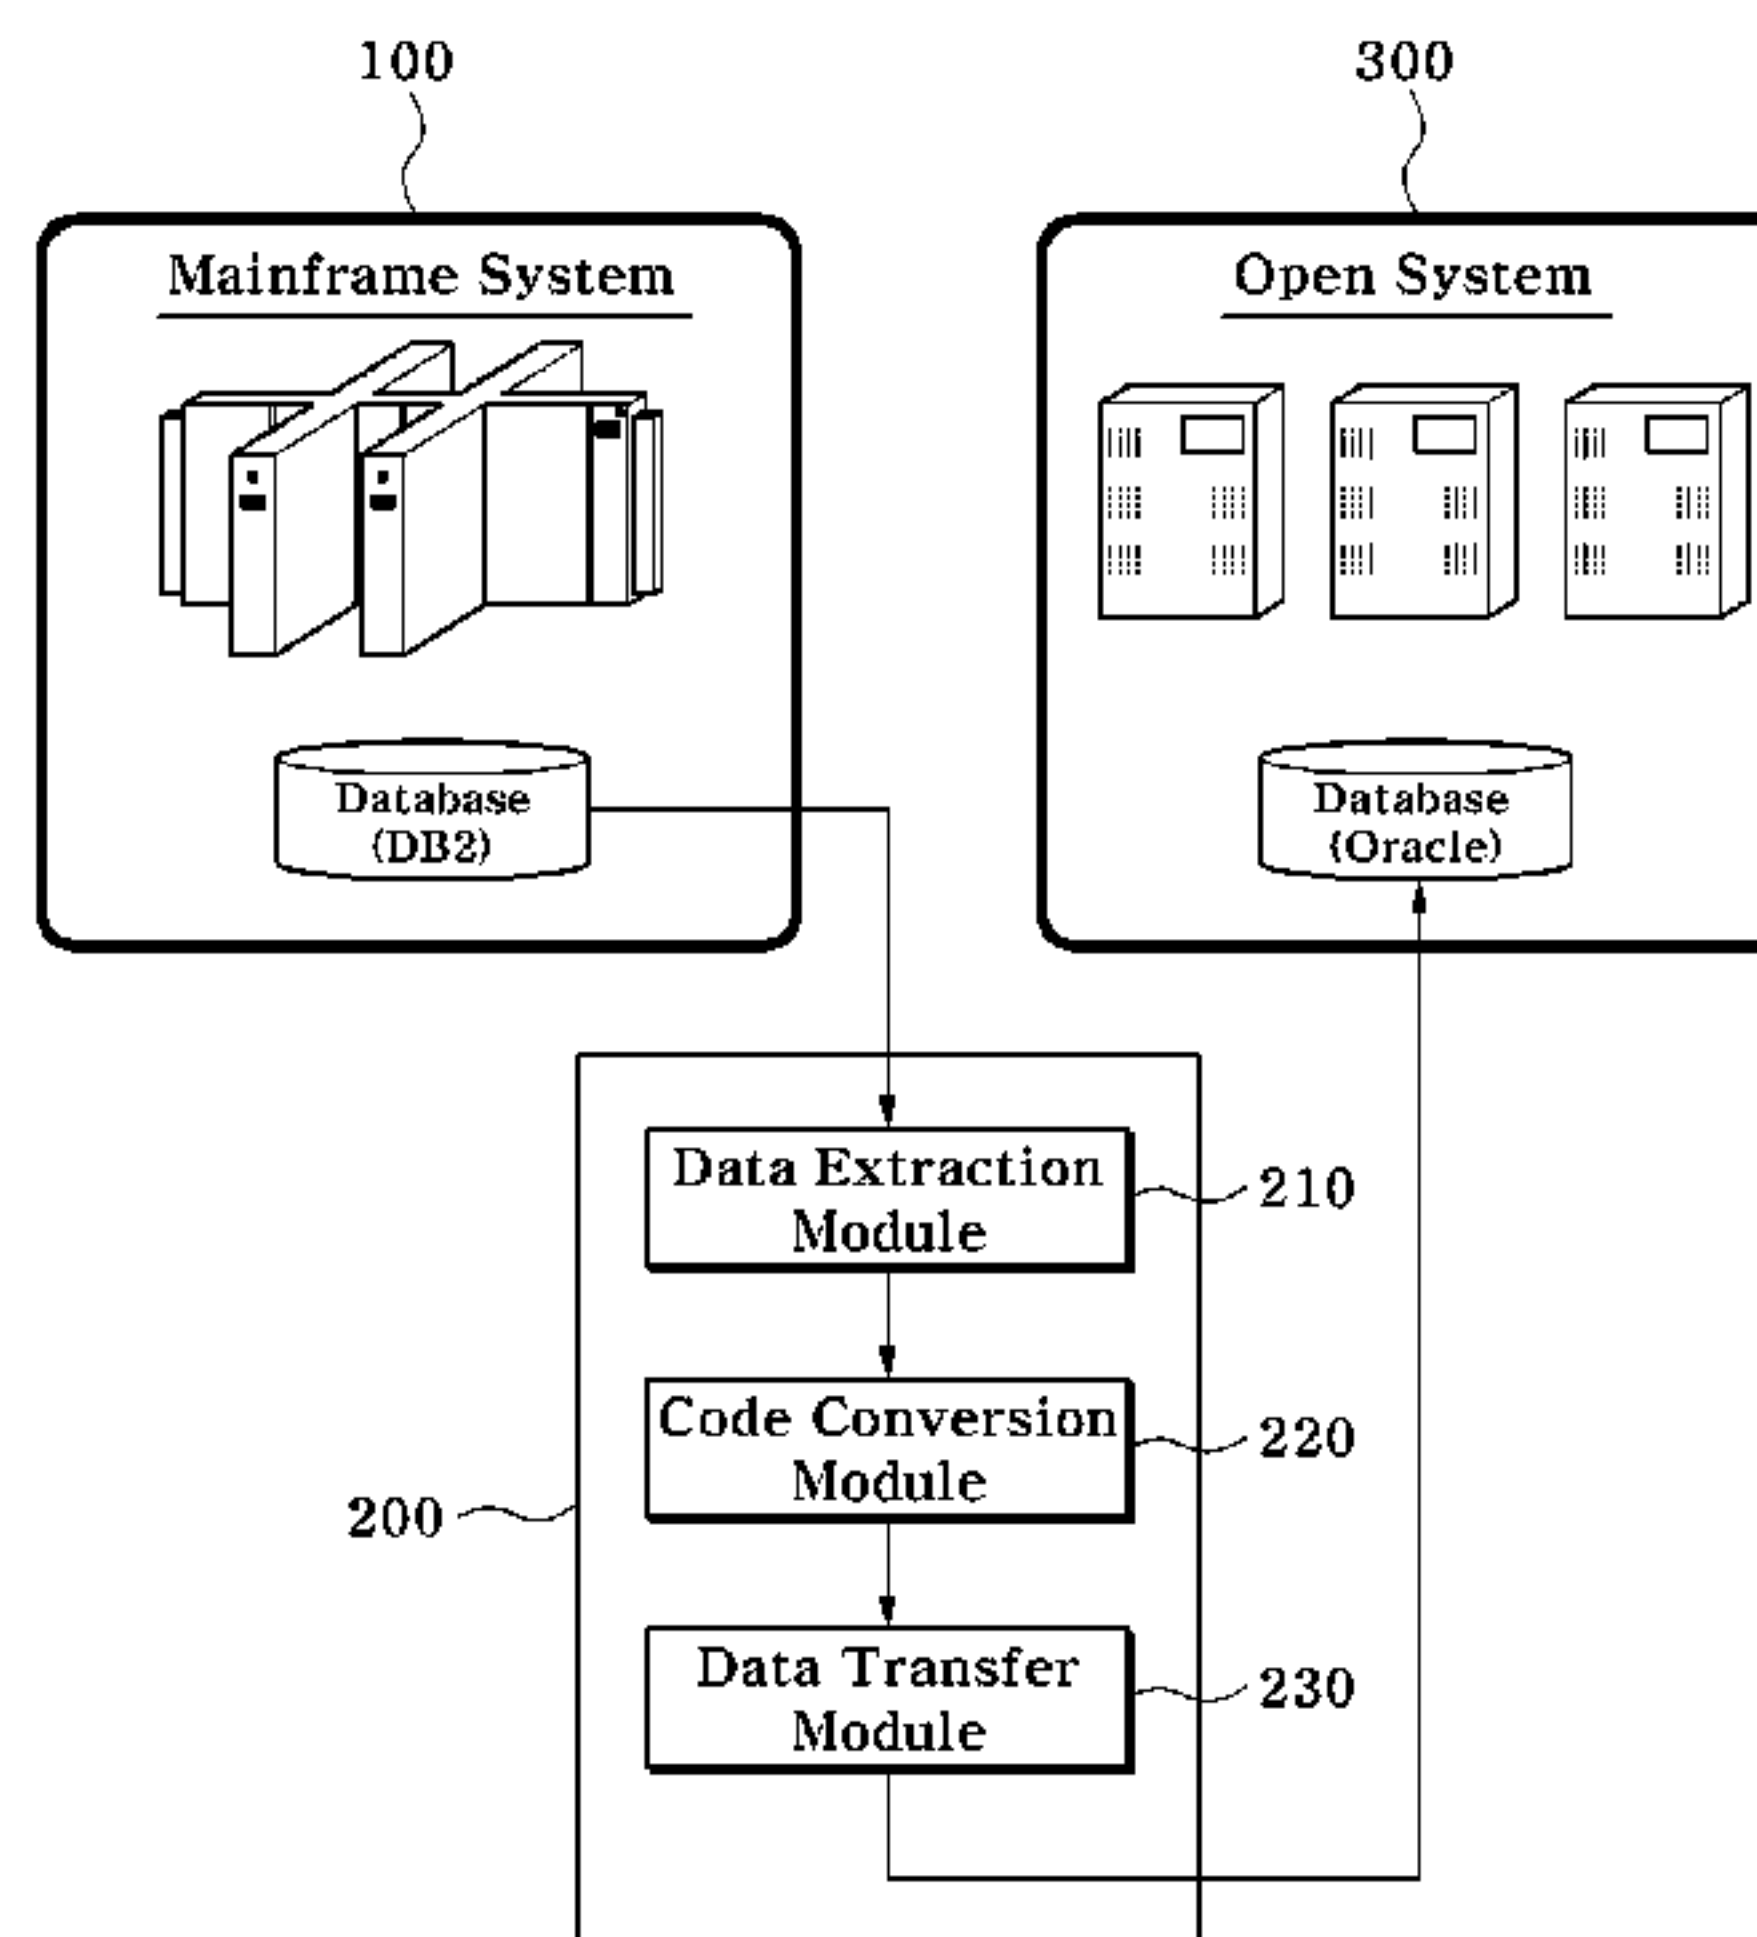 100
300
Mainframe System
Open System
Database
(DB2)
Database
(Oracle)
Data Extraction
Module
210
Code Conversion
Module
220
200
Data Transfer
Module
230